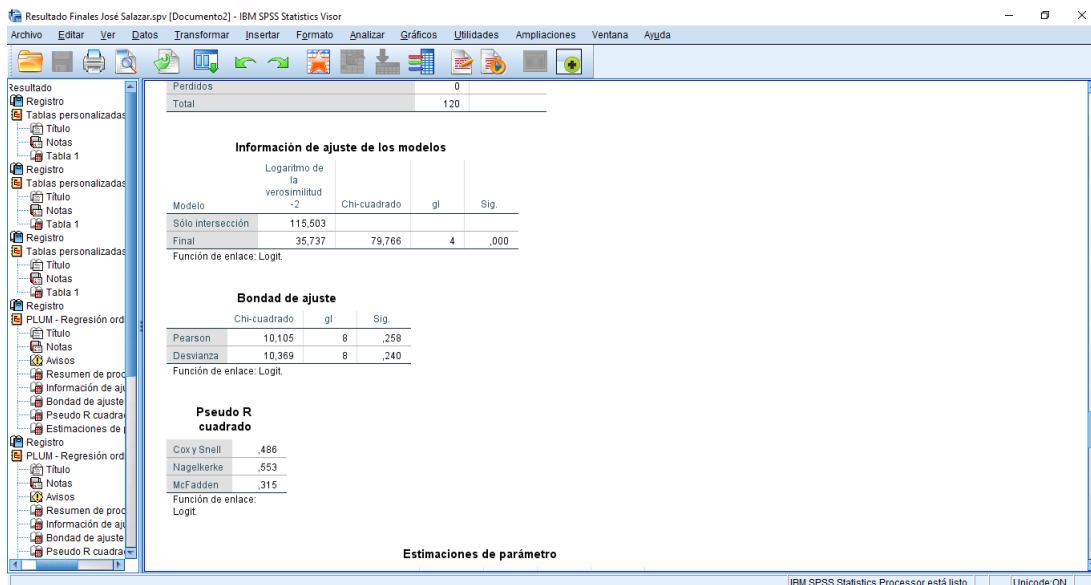 Resultado Finales José Salazar.spv [Documento2] - IBM SPSS Statistics Visor
Archivo Editar Ver Datos Transformar Insertar Formato Analizar Gráficos Utilidades Ampliaciones Ventana Ayuda
Resultado
Registro
Tablas personalizadas
Título
Notas
Tabla 1
Registro
Tablas personalizadas
Título
Notas
Tabla 1
Registro
Tablas personalizadas
Título
Notas
Tabla 1
Registro
PLUM - Regresión ord
Título
Notas
Avisos
Resumen de proc
Información de aju
Bondad de ajuste
Pseudo R cuadra
Estimaciones de p
Registro
PLUM - Regresión ord
Título
Notas
Avisos
Resumen de proc
Información de aju
Bondad de ajuste
Pseudo R cuadra
Perdidos 0
Total 120
Información de ajuste de los modelos
Modelo Logaritmo de la verosimilitud -2 Chi-cuadrado gl Sig.
Sólo intersección 115,503
Final 35,737 79,766 4 ,000
Función de enlace: Logit.
Bondad de ajuste
Chi-cuadrado gl Sig.
Pearson 10,105 8 ,258
Desvianza 10,369 8 ,240
Función de enlace: Logit.
Pseudo R
cuadrado
Cox y Snell ,486
Nagelkerke ,553
McFadden ,315
Función de enlace:
Logit.
Estimaciones de parámetro
IBM SPSS Statistics Processor está listo Unicode:ON